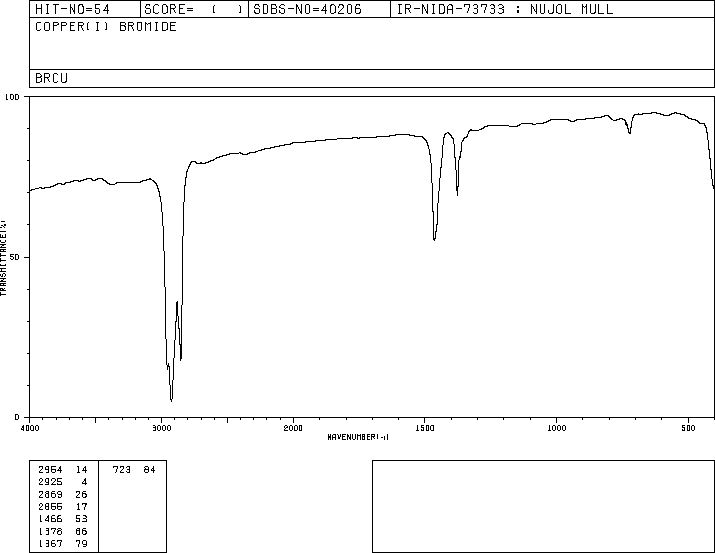 HIT-NO=54 SCORE= ( ) SDBS-NO=40206 IR-NIDA-73733 : NUJOL MULL
COPPER(I) BROMIDE
BRCU
100
50
0
TRANSMITTANCE(%)
4000 3000 2000 1500 1000 500
WAVENUMBER(-1)
2954 14 723 84
2925 4
2869 26
2855 17
1466 53
1378 66
1367 79